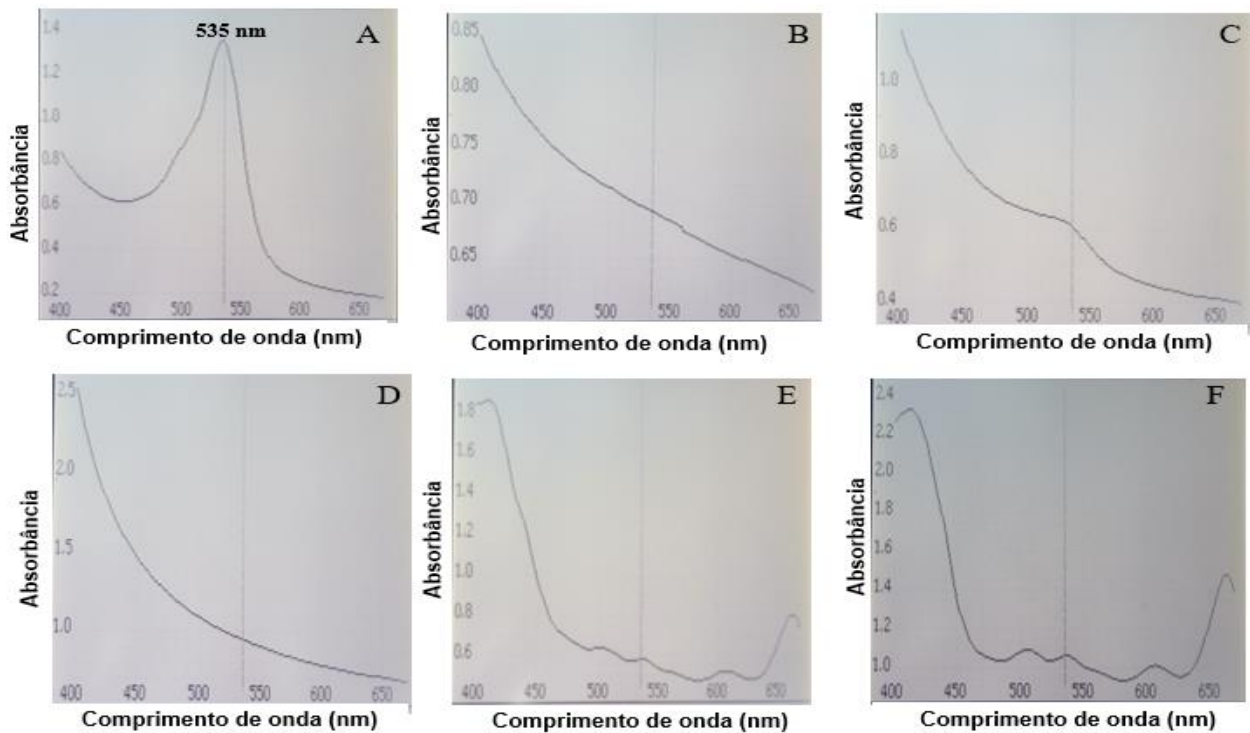 535 nm
A
1.4
1.2
1.0
0.8
0.6
0.4
0.2
400 450 500 550 600 650
Absorbância
Comprimento de onda (nm)
B
0.85
0.80
0.75
0.70
0.65
400 450 500 550 600 650
Absorbância
Comprimento de onda (nm)
C
1.0
0.8
0.6
0.4
400 450 500 550 600 650
Absorbância
Comprimento de onda (nm)
D
2.5
2.0
1.5
1.0
400 450 500 550 600 650
Absorbância
Comprimento de onda (nm)
E
1.8
1.6
1.4
1.2
1.0
0.8
0.6
400 450 500 550 600 650
Absorbância
Comprimento de onda (nm)
F
2.4
2.2
2.0
1.8
1.6
1.4
1.2
1.0
400 450 500 550 600 650
Absorbância
Comprimento de onda (nm)